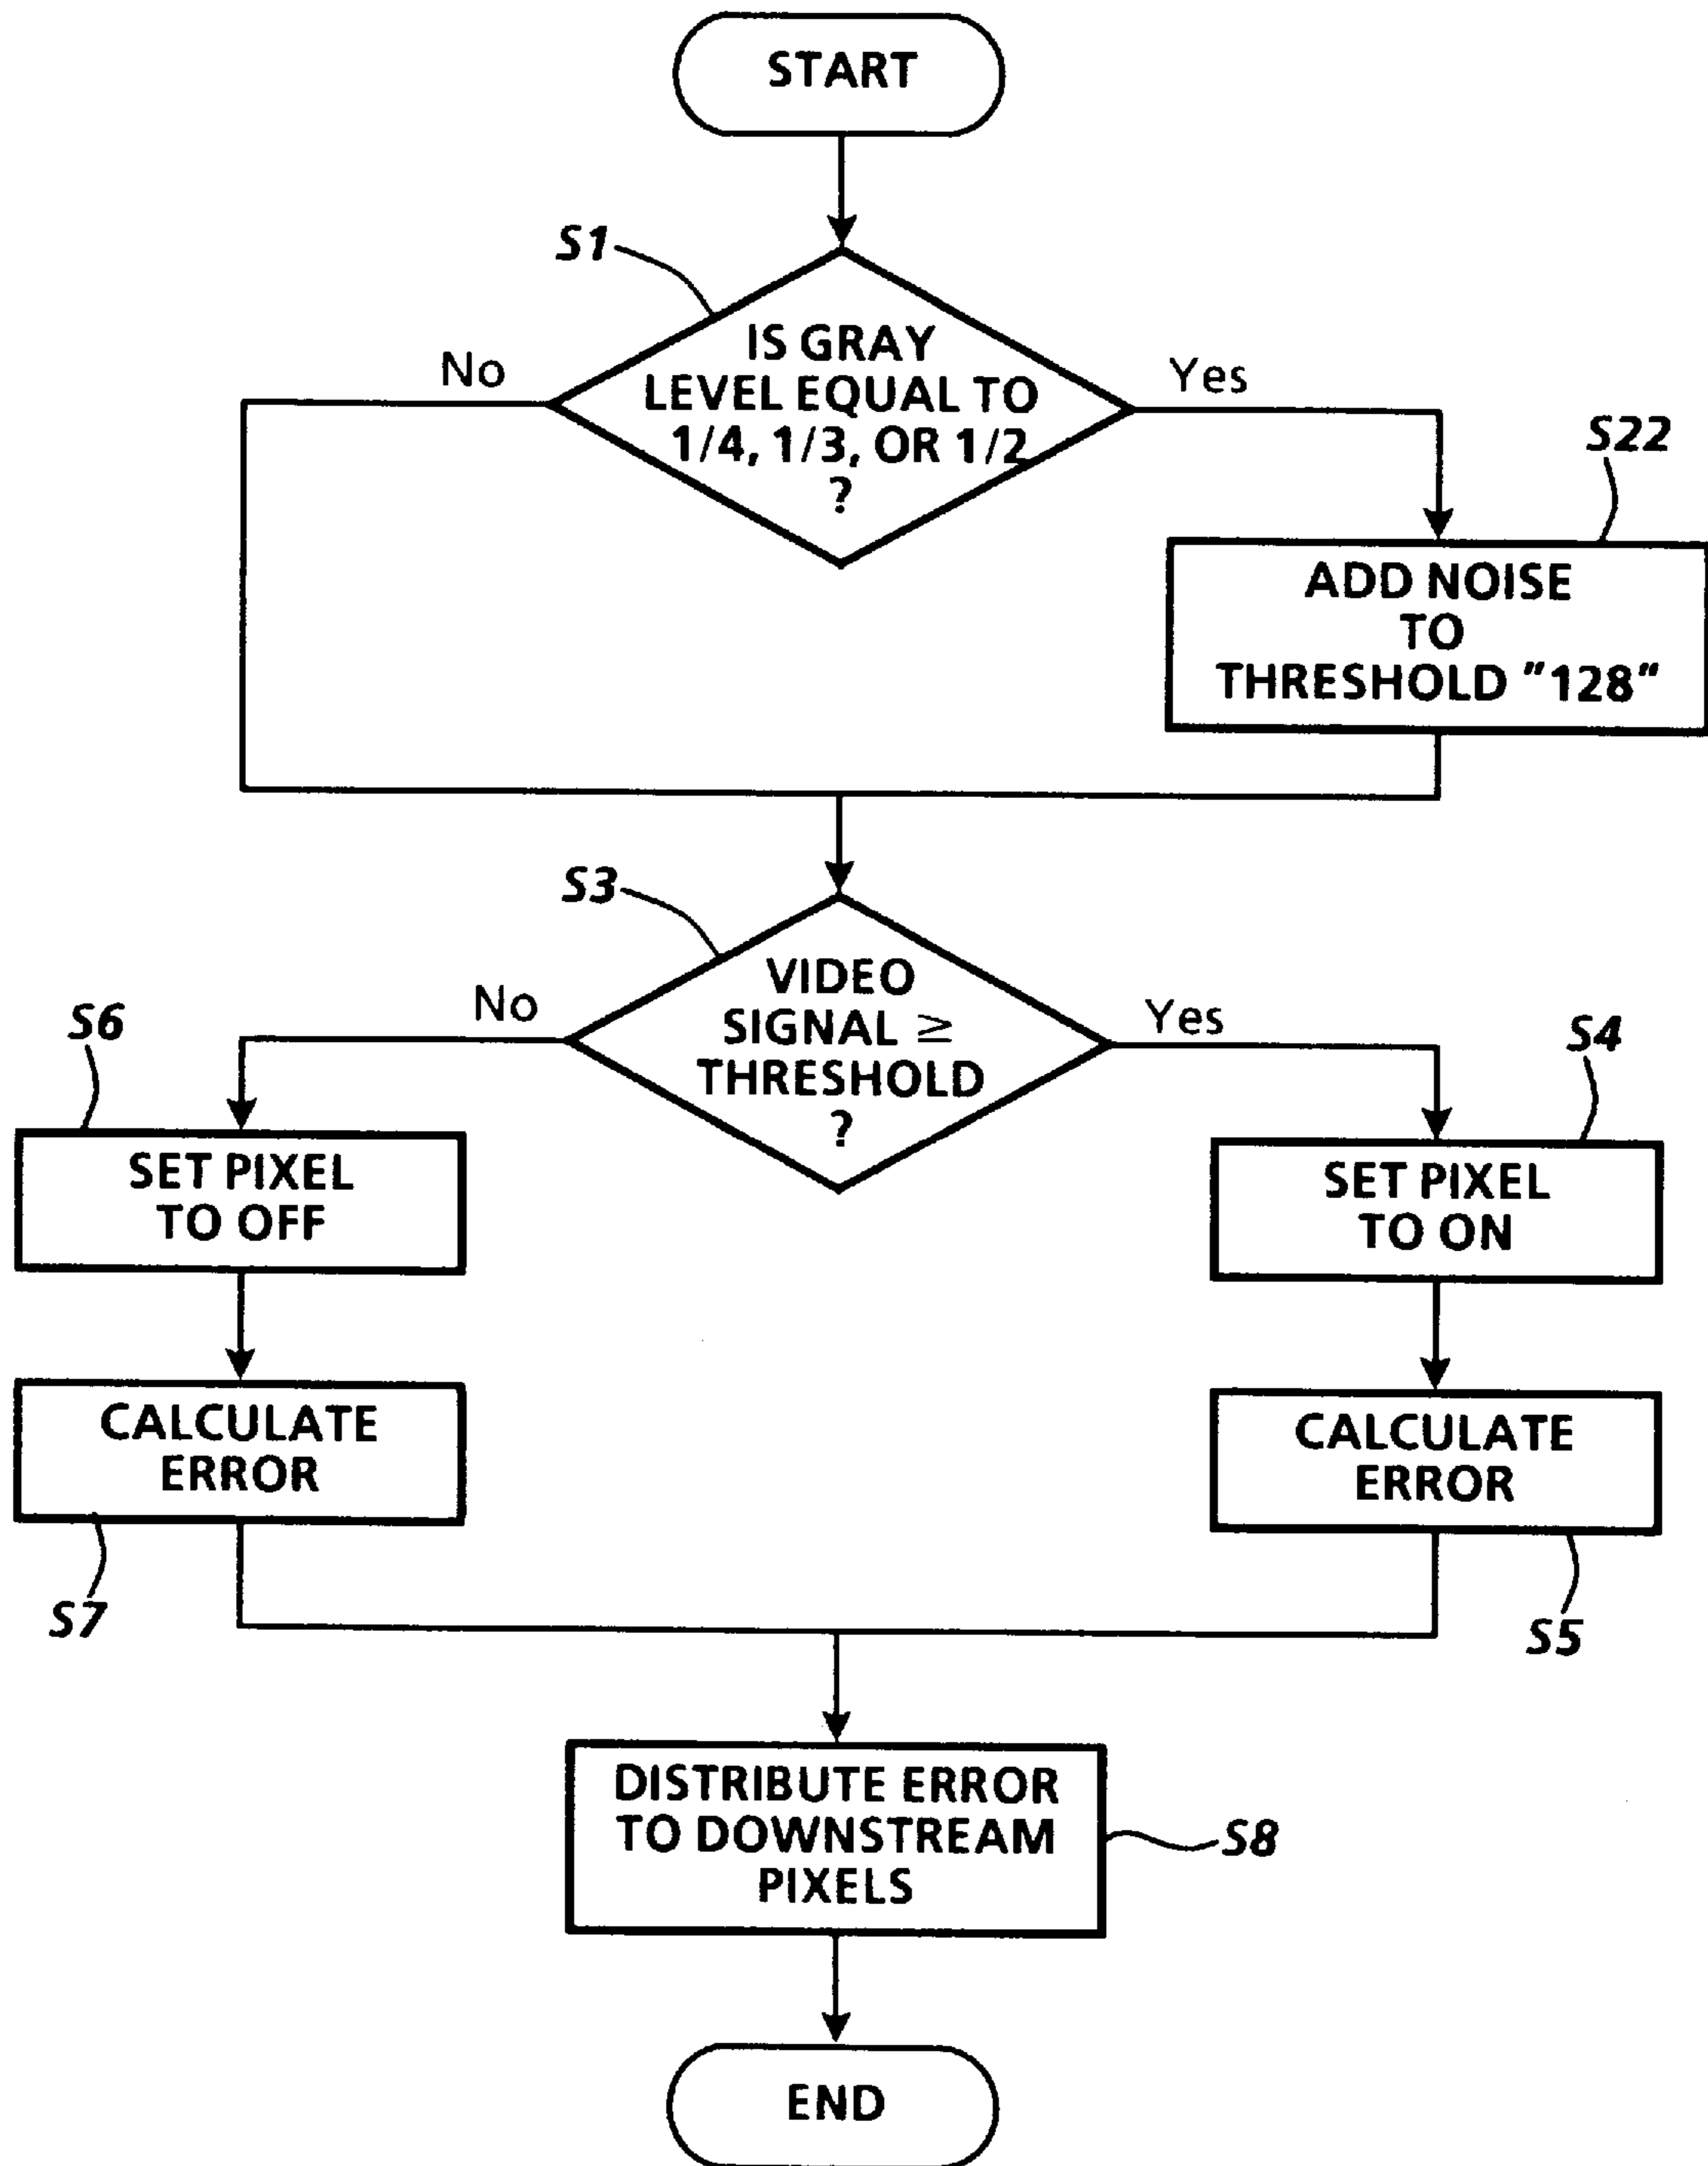 START
S1
IS GRAY
LEVEL EQUAL TO
1/4, 1/3, OR 1/2
?
No
Yes
S22
ADD NOISE
TO
THRESHOLD "128"
S3
VIDEO
SIGNAL ≥
THRESHOLD
?
No
Yes
S6
SET PIXEL
TO OFF
S4
SET PIXEL
TO ON
CALCULATE
ERROR
S7
CALCULATE
ERROR
S5
DISTRIBUTE ERROR
TO DOWNSTREAM
PIXELS
S8
END